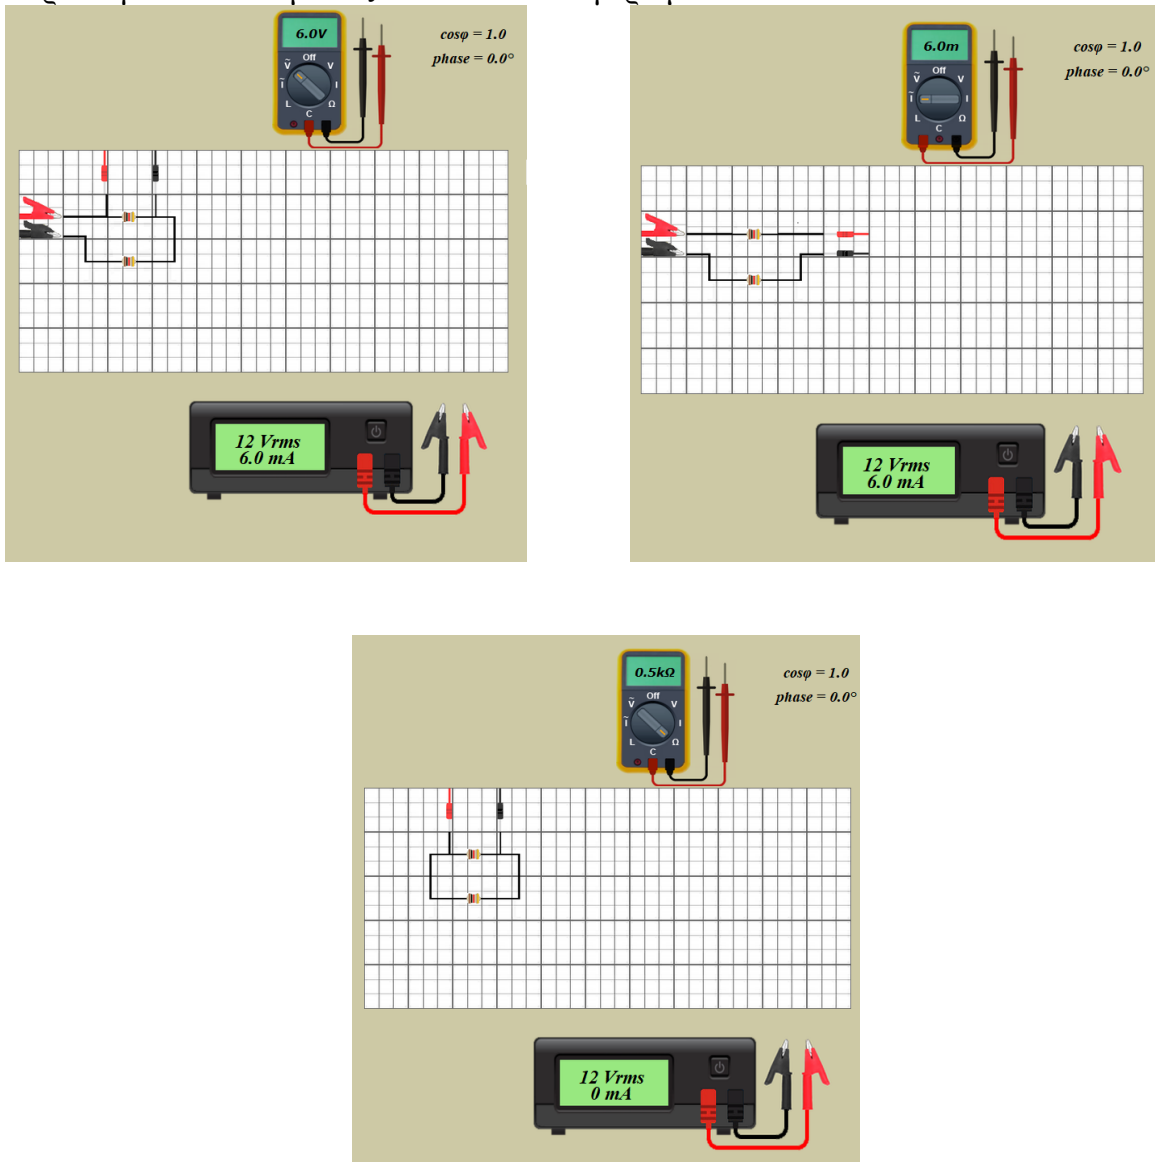 6.0V
cosφ = 1.0
phase = 0.0°
Off
Ṽ V
Ĩ I
L Ω
C
12 Vrms
6.0 mA
6.0m
cosφ = 1.0
phase = 0.0°
Off
Ṽ V
Ĩ I
L Ω
C
12 Vrms
6.0 mA
0.5kΩ
cosφ = 1.0
phase = 0.0°
Off
Ṽ V
Ĩ I
L Ω
C
12 Vrms
0 mA